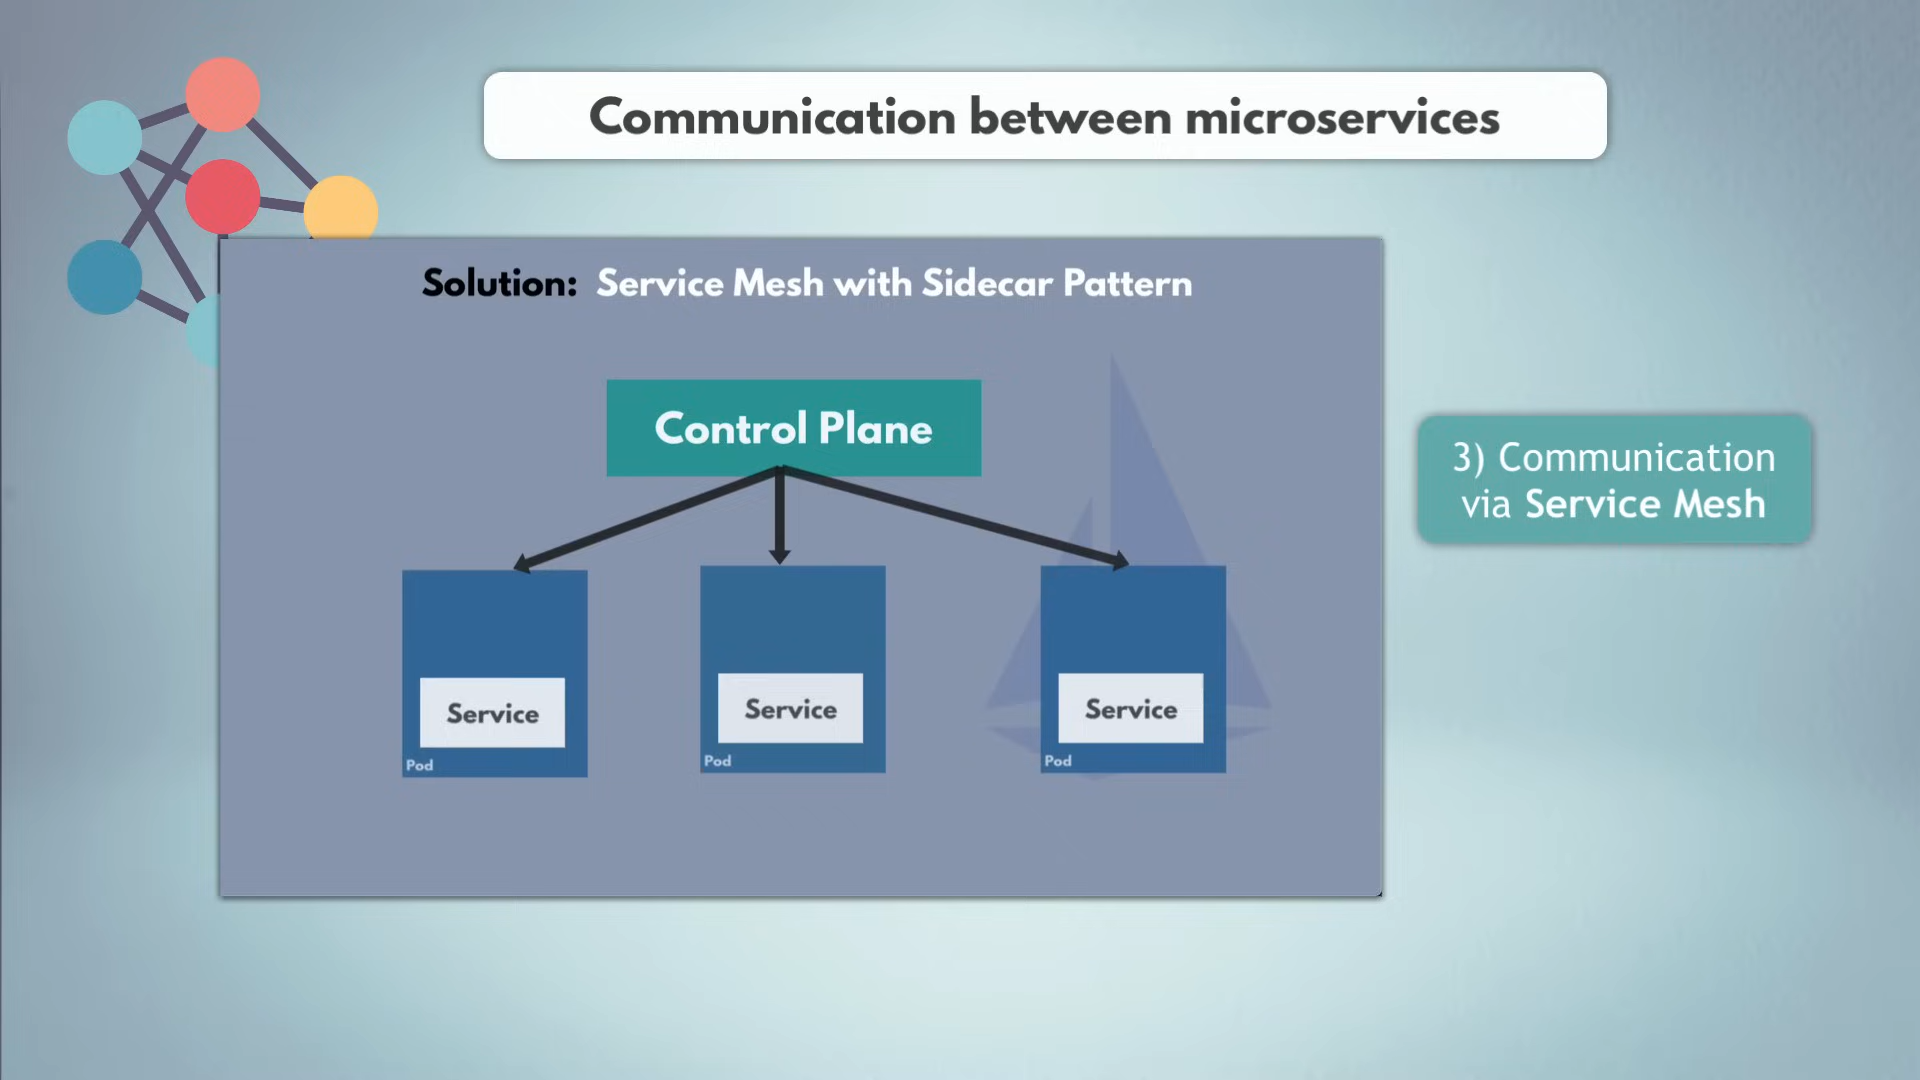 Communication between microservices
Solution: Service Mesh with Sidecar Pattern
Control Plane
3) Communication
via Service Mesh
Service
Pod
Service
Pod
Service
Pod